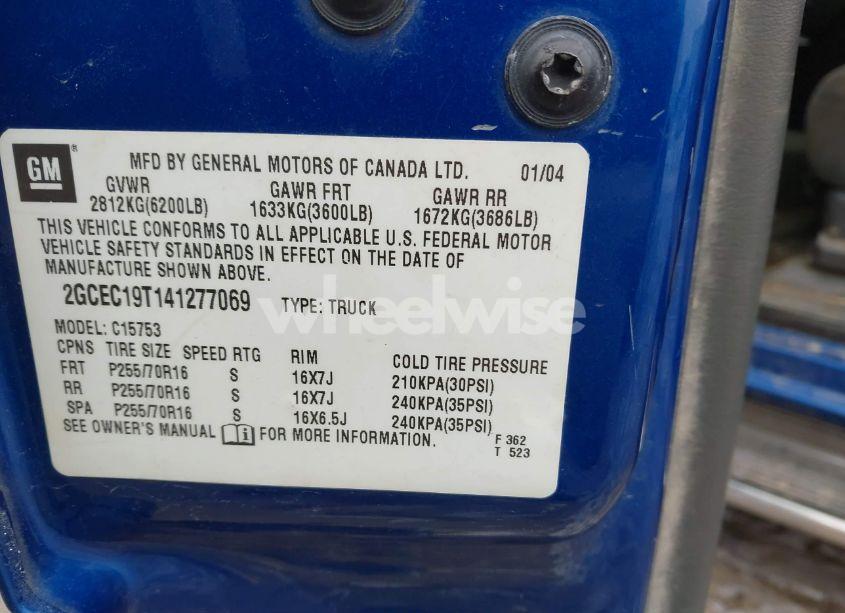 GM ® MFD BY GENERAL MOTORS OF CANADA LTD. 01/04
GVWR GAWR FRT GAWR RR
2812KG(6200LB) 1633KG(3600LB) 1672KG(3686LB)
THIS VEHICLE CONFORMS TO ALL APPLICABLE U.S. FEDERAL MOTOR
VEHICLE SAFETY STANDARDS IN EFFECT ON THE DATE OF
MANUFACTURE SHOWN ABOVE.
2GCEC19T141277069 TYPE: TRUCK
wheelwise
MODEL: C15753
CPNS TIRE SIZE SPEED RTG RIM COLD TIRE PRESSURE
FRT P255/70R16 S 16X7J 210KPA(30PSI)
RR P255/70R16 S 16X7J 240KPA(35PSI)
SPA P255/70R16 S 16X6.5J 240KPA(35PSI)
SEE OWNER'S MANUAL FOR MORE INFORMATION.
F 362
T 523